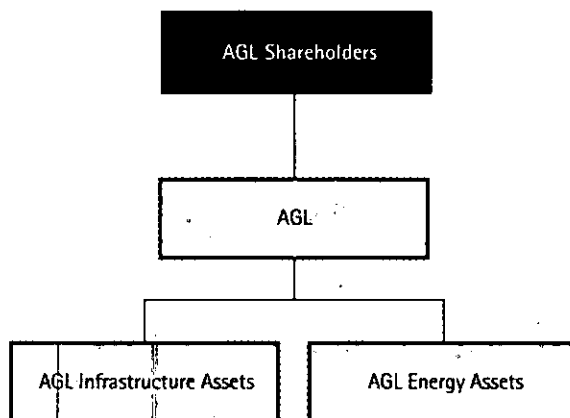 AGL Shareholders
AGL
AGL Infrastructure Assets
AGL Energy Assets